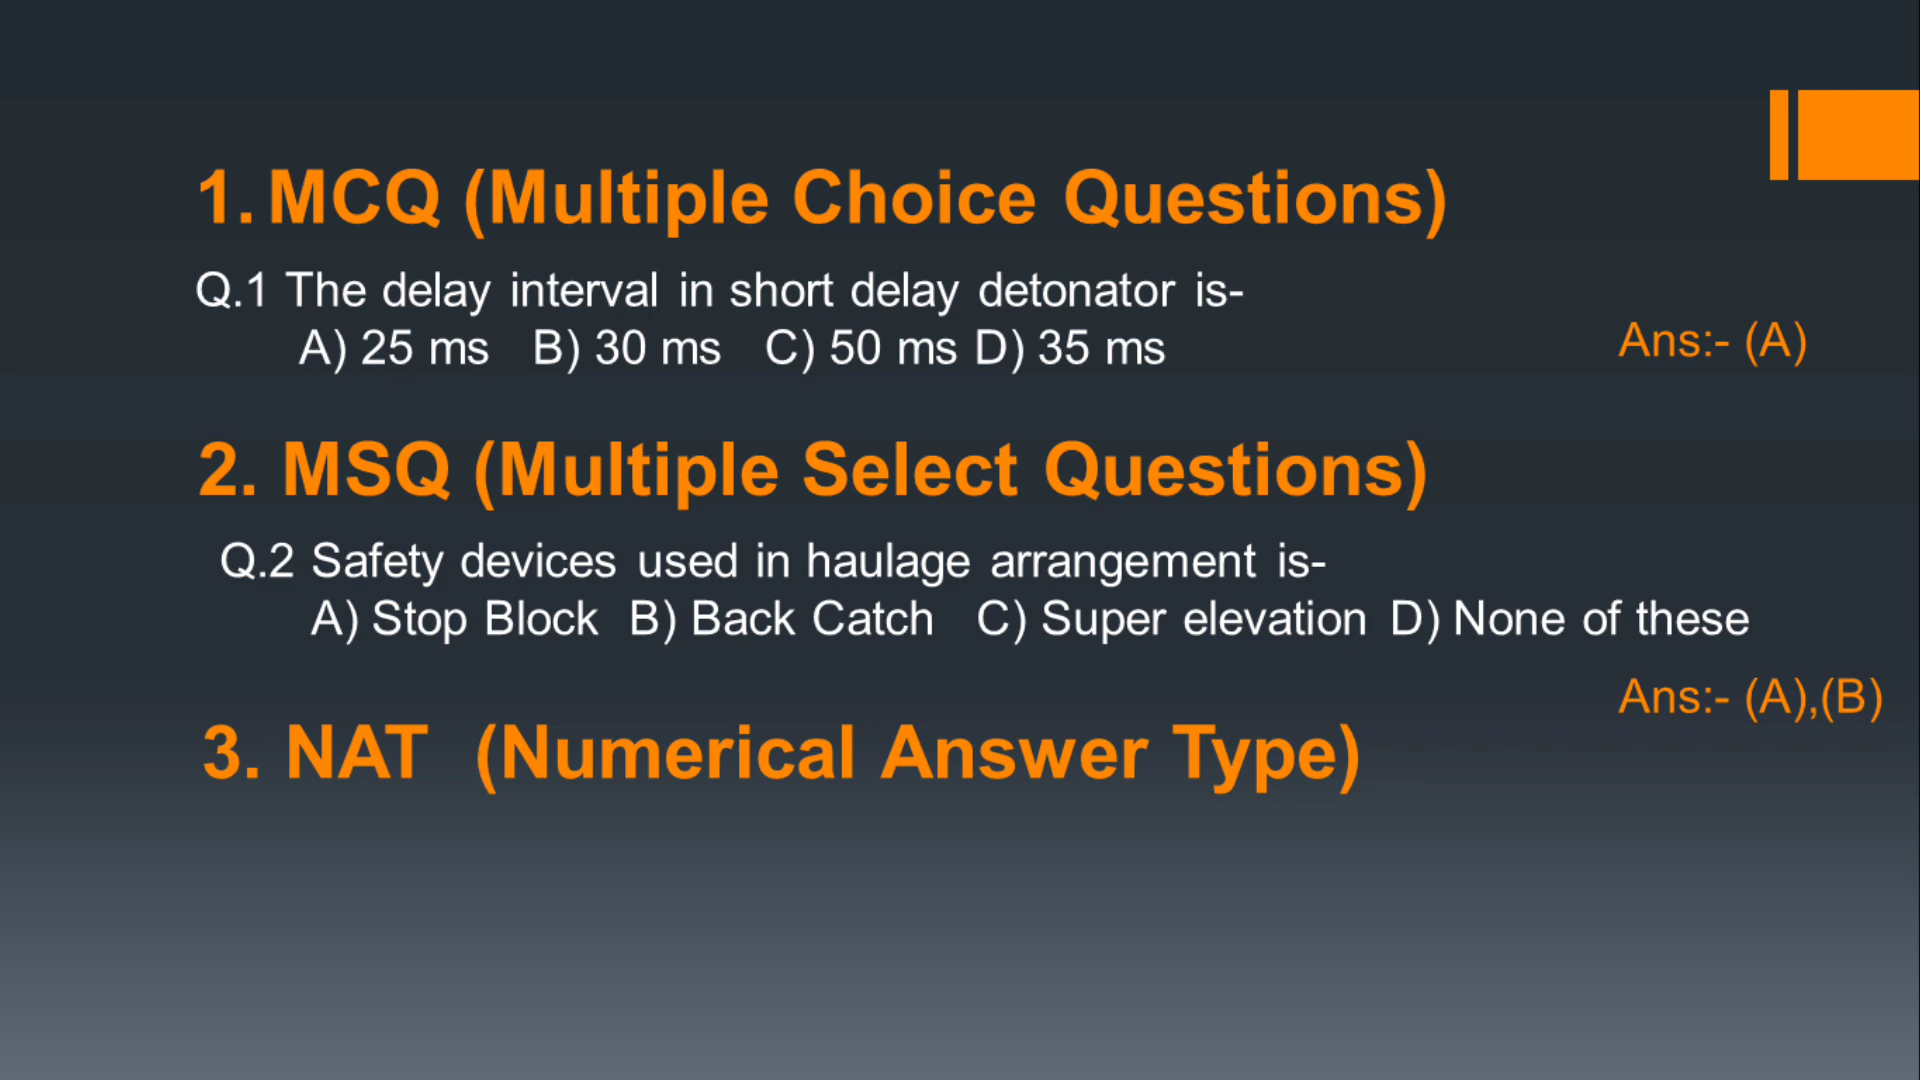 1. MCQ (Multiple Choice Questions)
Q.1 The delay interval in short delay detonator is-
A) 25 ms B) 30 ms C) 50 ms D) 35 ms
Ans:- (A)
2. MSQ (Multiple Select Questions)
Q.2 Safety devices used in haulage arrangement is-
A) Stop Block B) Back Catch C) Super elevation D) None of these
Ans:- (A),(B)
3. NAT (Numerical Answer Type)